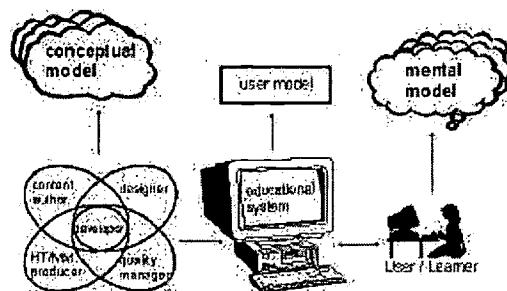 conceptual
model
user model
mental
model
content
author
designer
developer
educational
system
HTML
producer
quality
manager
User / Learner